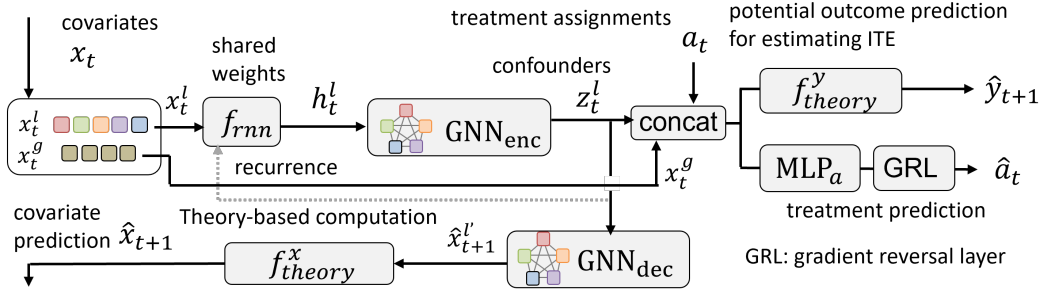 covariates
x_t
shared
weights
treatment assignments
a_t
potential outcome prediction
for estimating ITE
confounders
x_t^l
x_t^g
x_t^l
f_rnn
h_t^l
GNN_enc
z_t^l
concat
f_theory^y
ŷ_{t+1}
recurrence
x_t^g
MLP_a
GRL
â_t
treatment prediction
covariate
prediction x̂_{t+1}
Theory-based computation
f_theory^x
x̂_{t+1}^{l'}
GNN_dec
GRL: gradient reversal layer